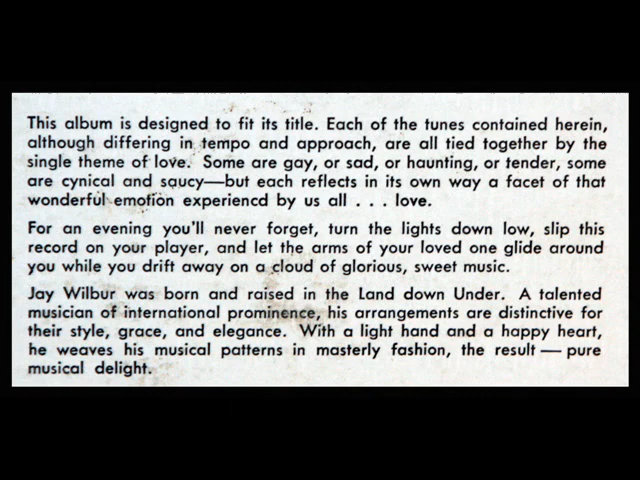 This album is designed to fit its title. Each of the tunes contained herein,
although differing in tempo and approach, are all tied together by the
single theme of love. Some are gay, or sad, or haunting, or tender, some
are cynical and saucy—but each reflects in its own way a facet of that
wonderful emotion experiencd by us all . . . love.
For an evening you'll never forget, turn the lights down low, slip this
record on your player, and let the arms of your loved one glide around
you while you drift away on a cloud of glorious, sweet music.
Jay Wilbur was born and raised in the Land down Under. A talented
musician of international prominence, his arrangements are distinctive for
their style, grace, and elegance. With a light hand and a happy heart,
he weaves his musical patterns in masterly fashion, the result — pure
musical delight.